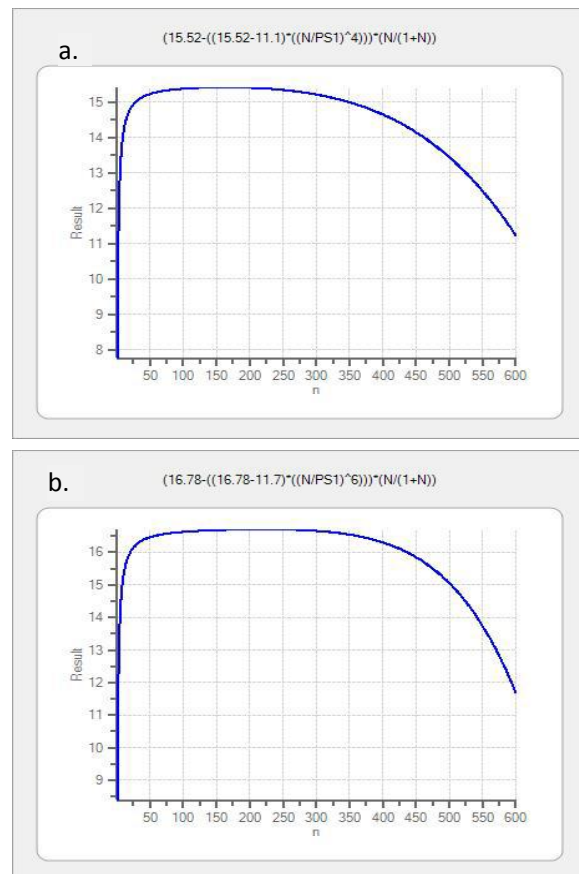 a.
(15.52-((15.52-11.1)*((N/PS1)^4)))*(N/(1+N))
15
14
13
12
11
10
9
8
Result
50 100 150 200 250 300 350 400 450 500 550 600
n
b.
(16.78-((16.78-11.7)*((N/PS1)^6)))*(N/(1+N))
16
15
14
13
12
11
10
9
Result
50 100 150 200 250 300 350 400 450 500 550 600
n